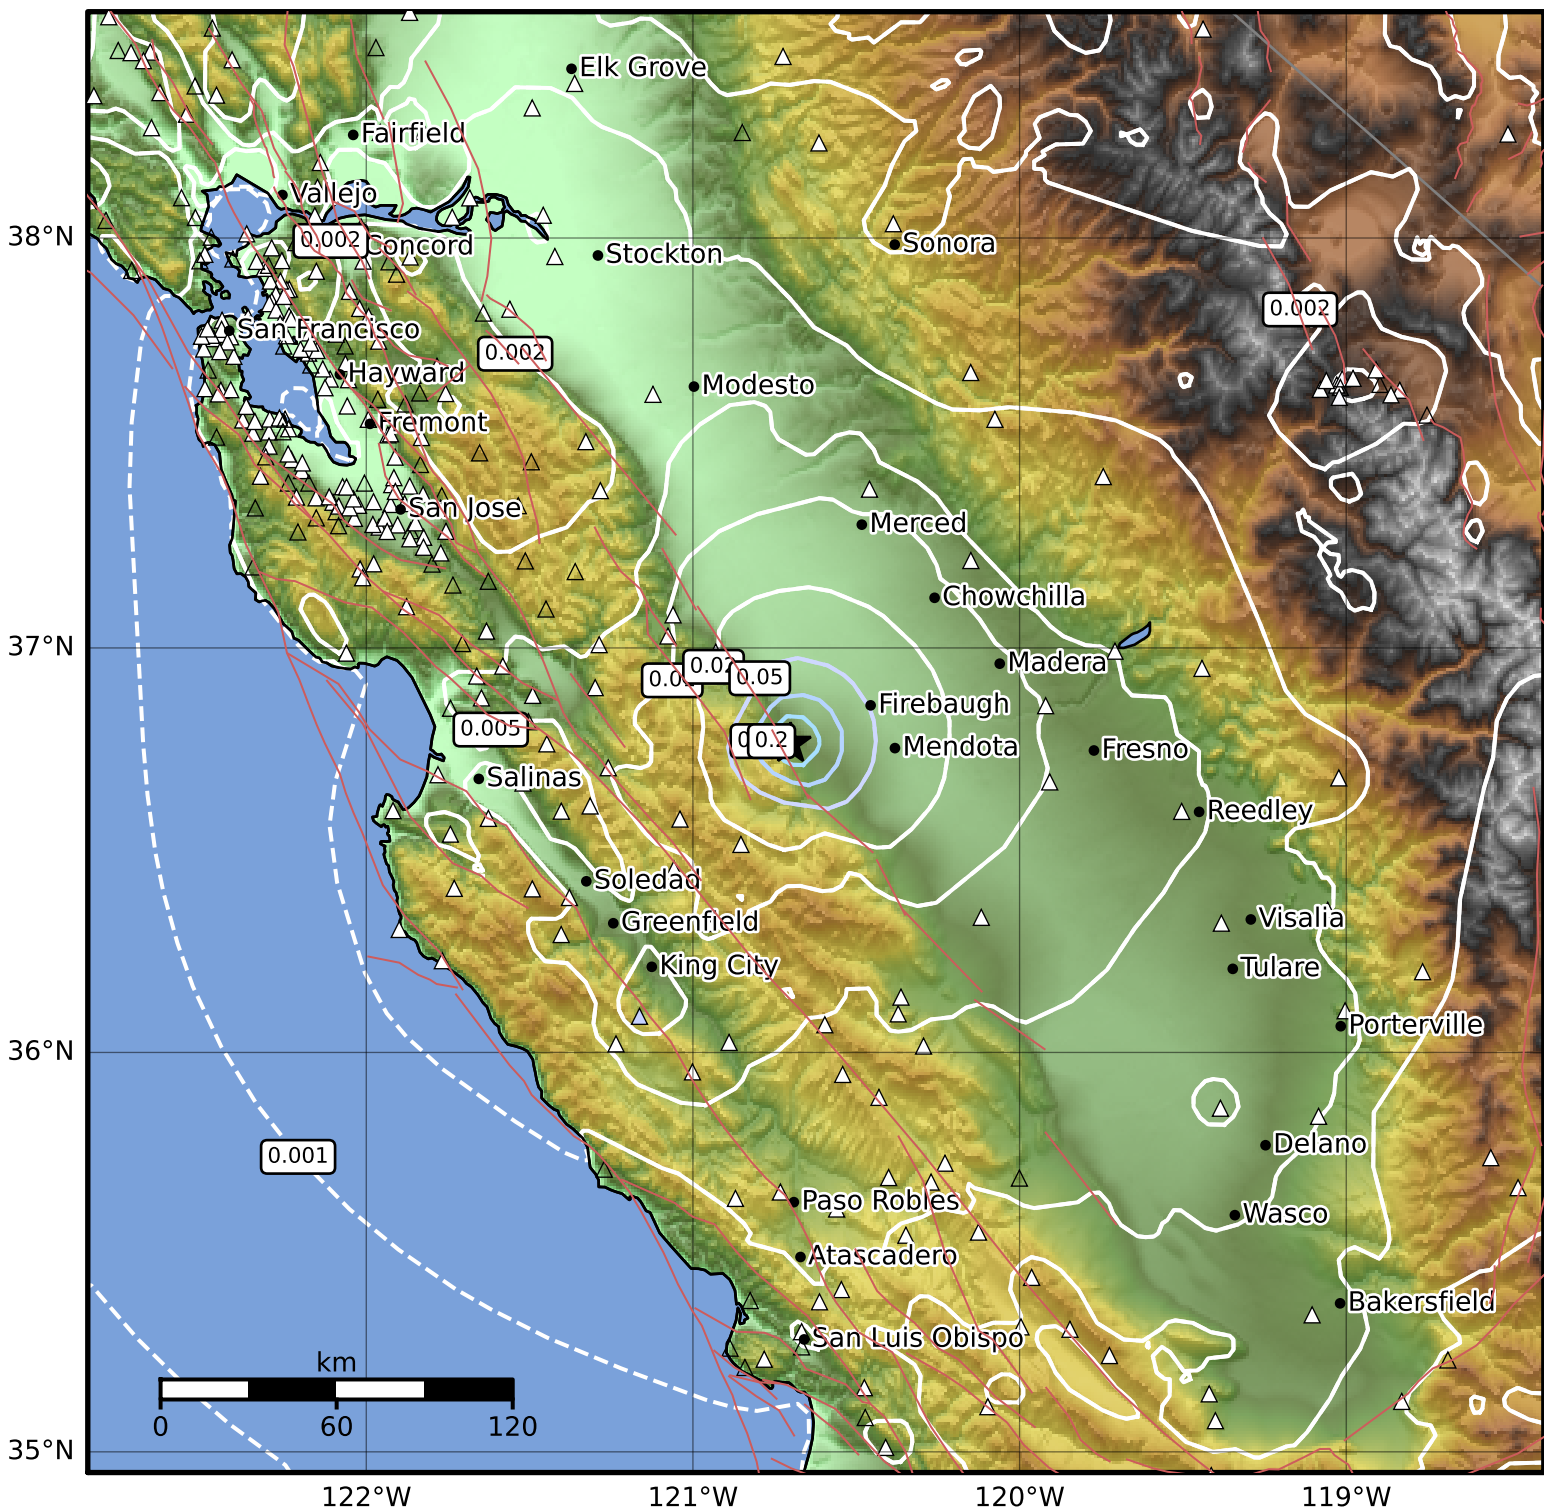 Elk Grove
Fairfield
Vallejo
38°N
0.002
Concord
Sonora
Stockton
0.002
San Francisco
0.002
Hayward
Modesto
Fremont
San Jose
Merced
Chowchilla
37°N
Madera
0.05
Firebaugh
0.005
0.2
Mendota
Fresno
Salinas
Reedley
Soledad
Greenfield
Visalia
King City
Tulare
Porterville
36°N
0.001
Delano
Paso Robles
Wasco
Atascadero
Bakersfield
San Luis Obispo
km
0 60 120
35°N
122°W 121°W 120°W 119°W